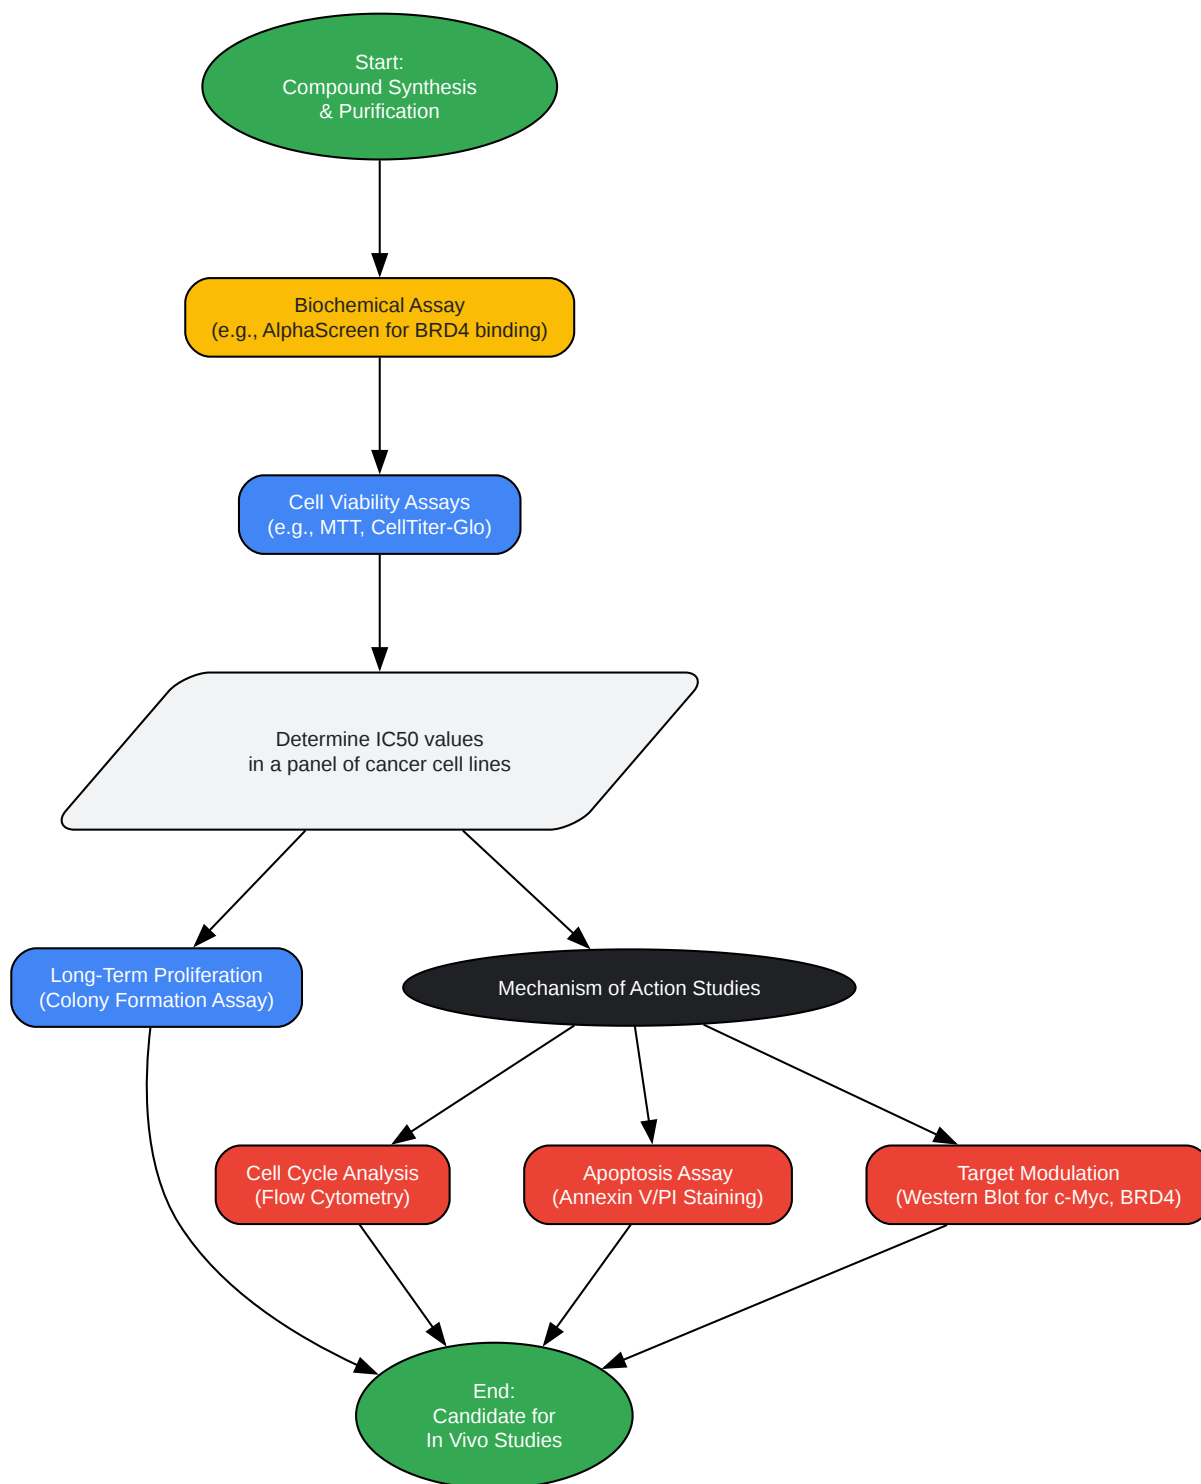 Start:
Compound Synthesis
& Purification
Biochemical Assay
(e.g., AlphaScreen for BRD4 binding)
Cell Viability Assays
(e.g., MTT, CellTiter-Glo)
Determine IC50 values
in a panel of cancer cell lines
Long-Term Proliferation
(Colony Formation Assay)
Mechanism of Action Studies
Cell Cycle Analysis
(Flow Cytometry)
Apoptosis Assay
(Annexin V/PI Staining)
Target Modulation
(Western Blot for c-Myc, BRD4)
End:
Candidate for
In Vivo Studies